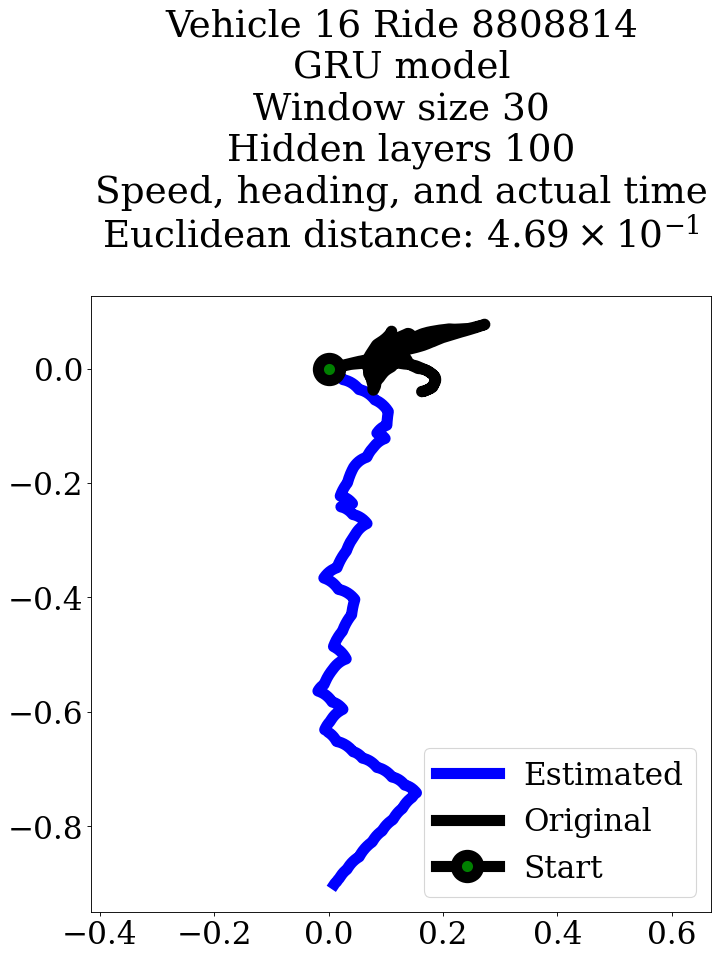 Vehicle 16 Ride 8808814
GRU model
Window size 30
Hidden layers 100
Speed, heading, and actual time
Euclidean distance: 4.69 × 10⁻¹
0.0
−0.2
−0.4
−0.6
−0.8
Estimated
Original
Start
−0.4 −0.2 0.0 0.2 0.4 0.6